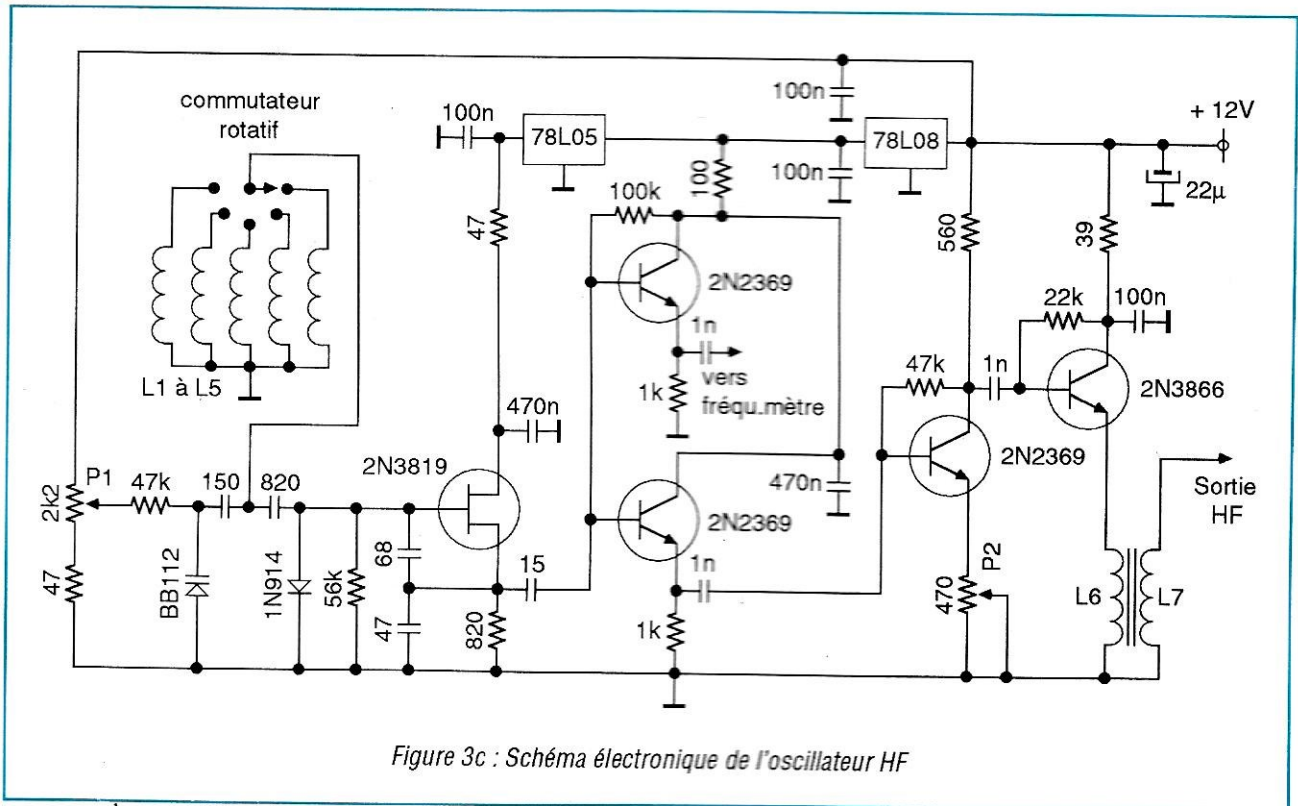 100n
commutateur
rotatif
100n
78L05
78L08
+ 12V
100n
22µ
100
100k
47
560
39
2N2369
22k
100n
1n
vers
fréqu.mètre
1k
47k
1n
2N3866
L1 à L5
470n
2N3819
2N2369
P1
47k
150
820
2k2
470n
Sortie
HF
2N2369
68
15
1n
P2
BB112
1N914
56k
47
47
820
1k
470
L6
L7
Figure 3c : Schéma électronique de l'oscillateur HF